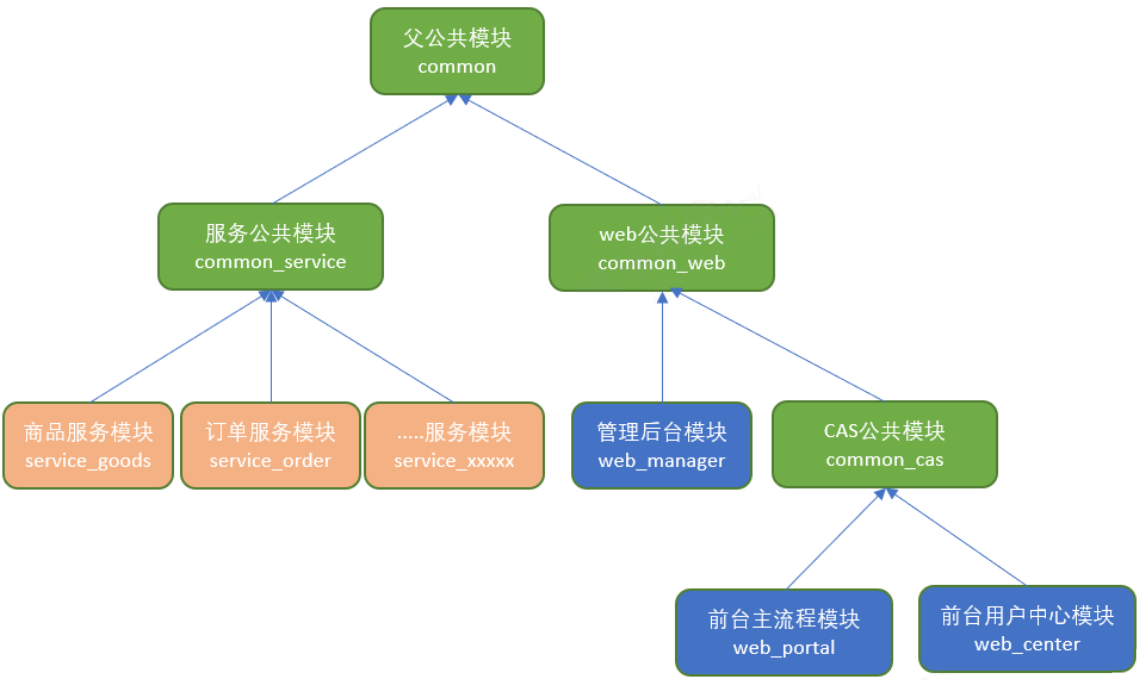 父公共模块
common
服务公共模块
common_service
web公共模块
common_web
商品服务模块
service_goods
订单服务模块
service_order
.....服务模块
service_xxxxx
管理后台模块
web_manager
CAS公共模块
common_cas
前台主流程模块
web_portal
前台用户中心模块
web_center